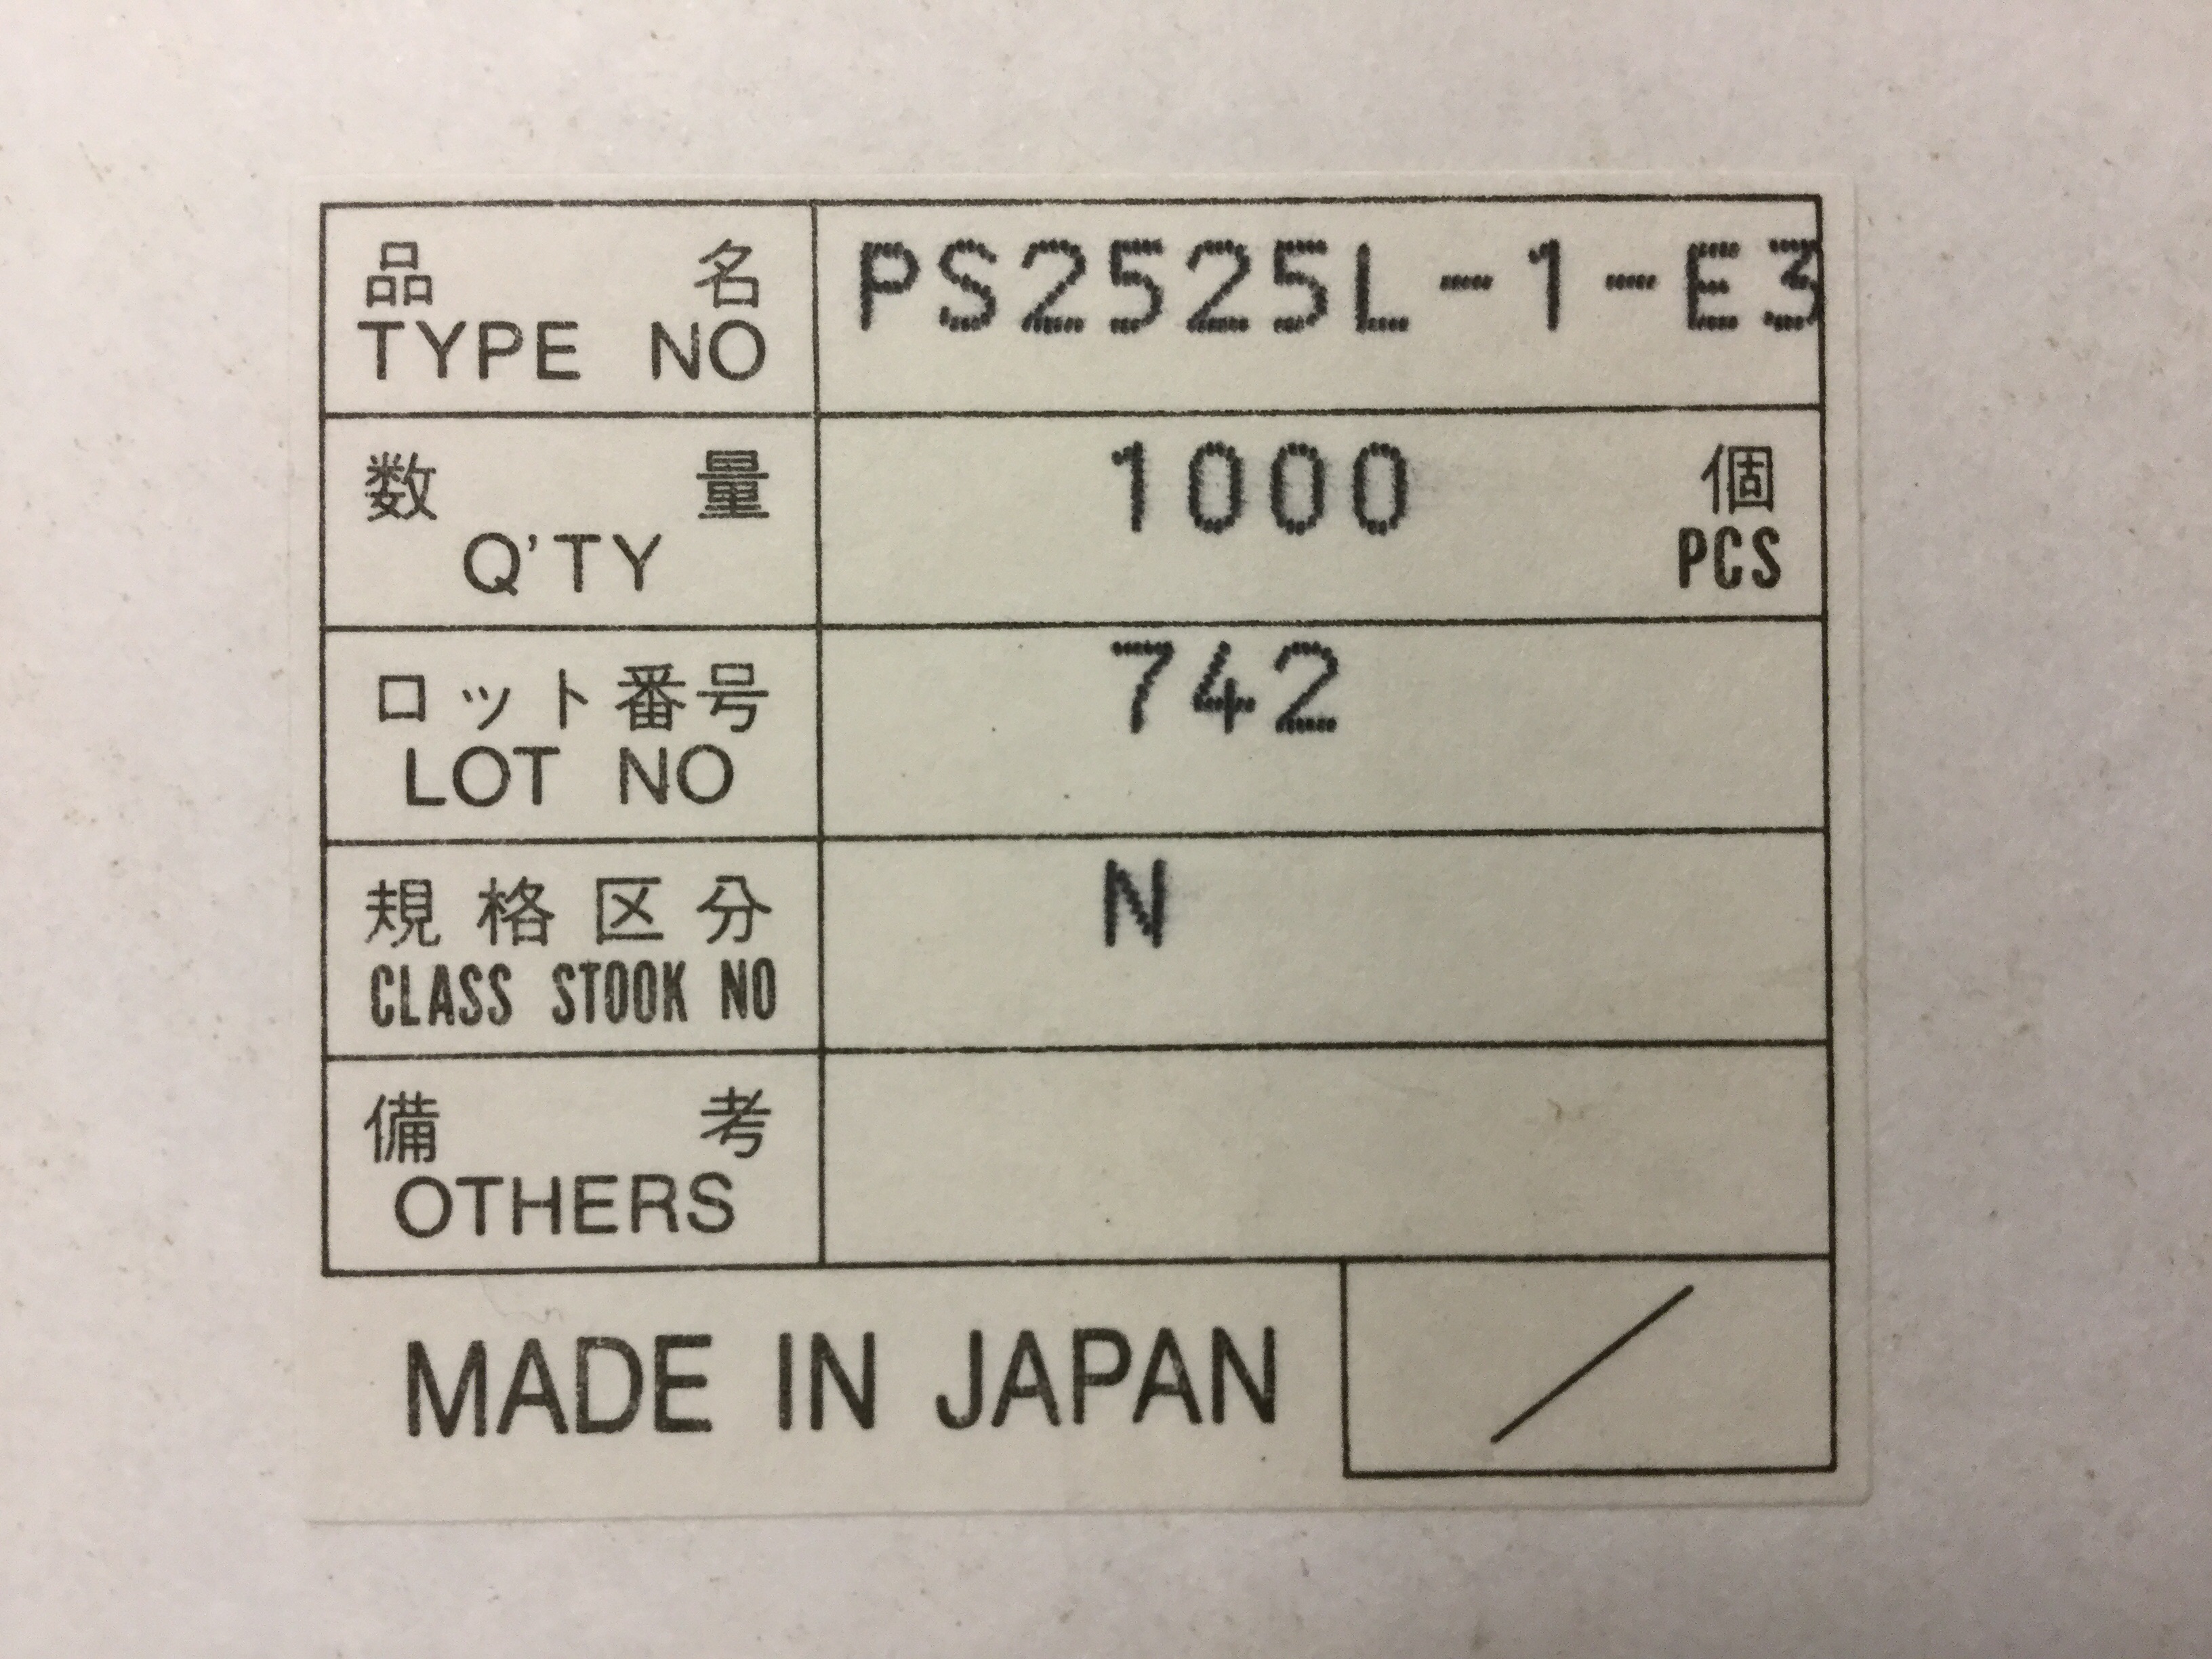 品名 PS2525L-1-E3
TYPE NO
数量 1000 個
Q'TY PCS
ロット番号 742
LOT NO
規格区分 N
CLASS STOOK NO
備考
OTHERS
MADE IN JAPAN /